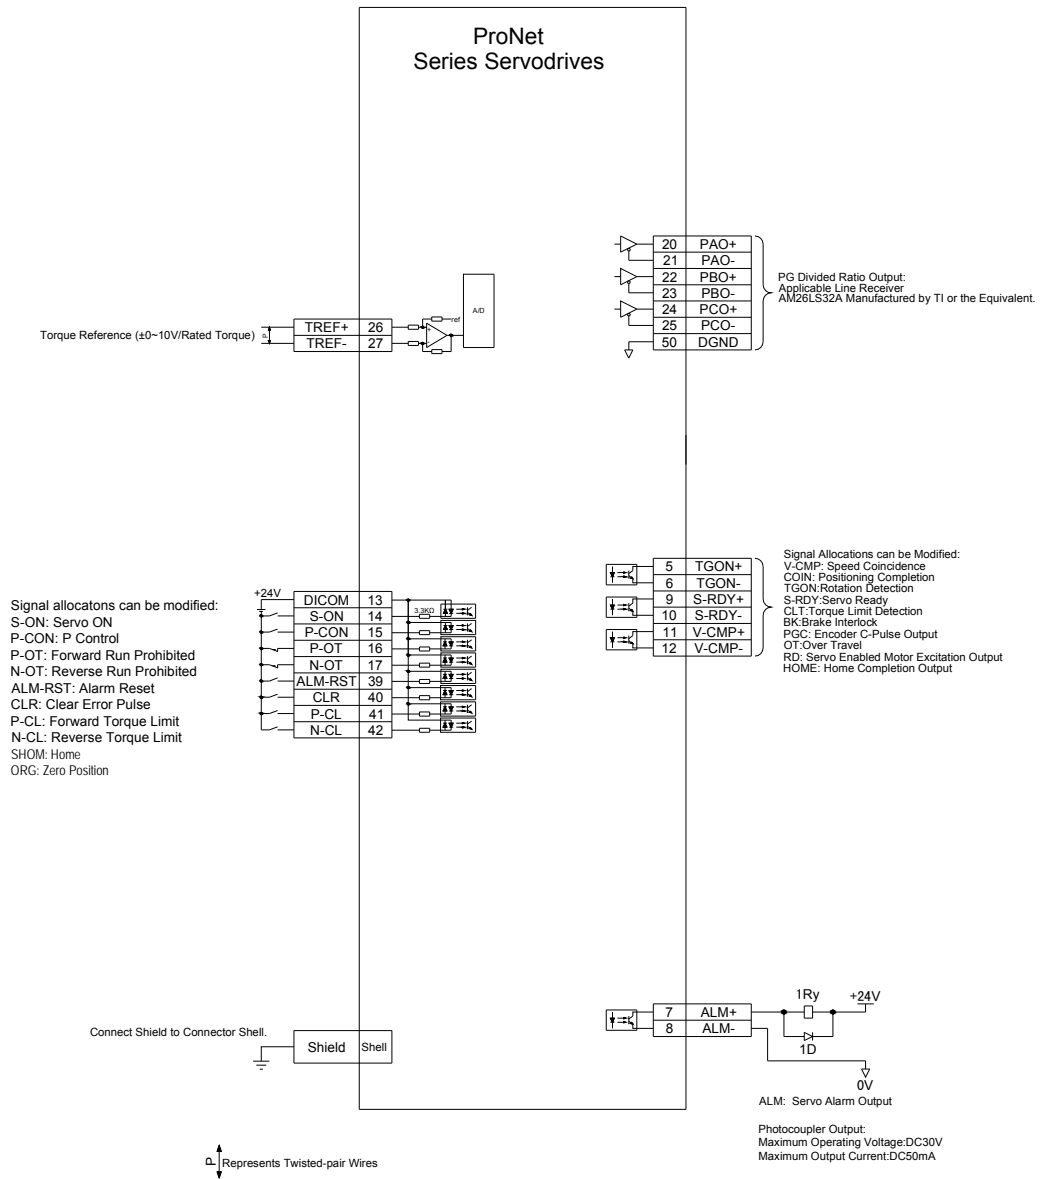 ProNet
Series Servodrives
20 PAO+
21 PAO-
22 PBO+
23 PBO-
24 PCO+
25 PCO-
50 DGND
PG Divided Ratio Output:
Applicable Line Receiver
AM26LS32A Manufactured by TI or the Equivalent.
Torque Reference (±0~10V/Rated Torque)
P
TREF+ 26
TREF- 27
ref
A/D
Signal allocatons can be modified:
S-ON: Servo ON
P-CON: P Control
P-OT: Forward Run Prohibited
N-OT: Reverse Run Prohibited
ALM-RST: Alarm Reset
CLR: Clear Error Pulse
P-CL: Forward Torque Limit
N-CL: Reverse Torque Limit
SHOM: Home
ORG: Zero Position
+24V
DICOM 13
S-ON 14
P-CON 15
P-OT 16
N-OT 17
ALM-RST 39
CLR 40
P-CL 41
N-CL 42
3.3KΩ
5 TGON+
6 TGON-
9 S-RDY+
10 S-RDY-
11 V-CMP+
12 V-CMP-
Signal Allocations can be Modified:
V-CMP: Speed Coincidence
COIN: Positioning Completion
TGON:Rotation Detection
S-RDY:Servo Ready
CLT:Torque Limit Detection
BK:Brake Interlock
PGC: Encoder C-Pulse Output
OT:Over Travel
RD: Servo Enabled Motor Excitation Output
HOME: Home Completion Output
Connect Shield to Connector Shell.
Shield Shell
7 ALM+
8 ALM-
1Ry
+24V
1D
0V
ALM: Servo Alarm Output
Photocoupler Output:
Maximum Operating Voltage:DC30V
Maximum Output Current:DC50mA
P Represents Twisted-pair Wires